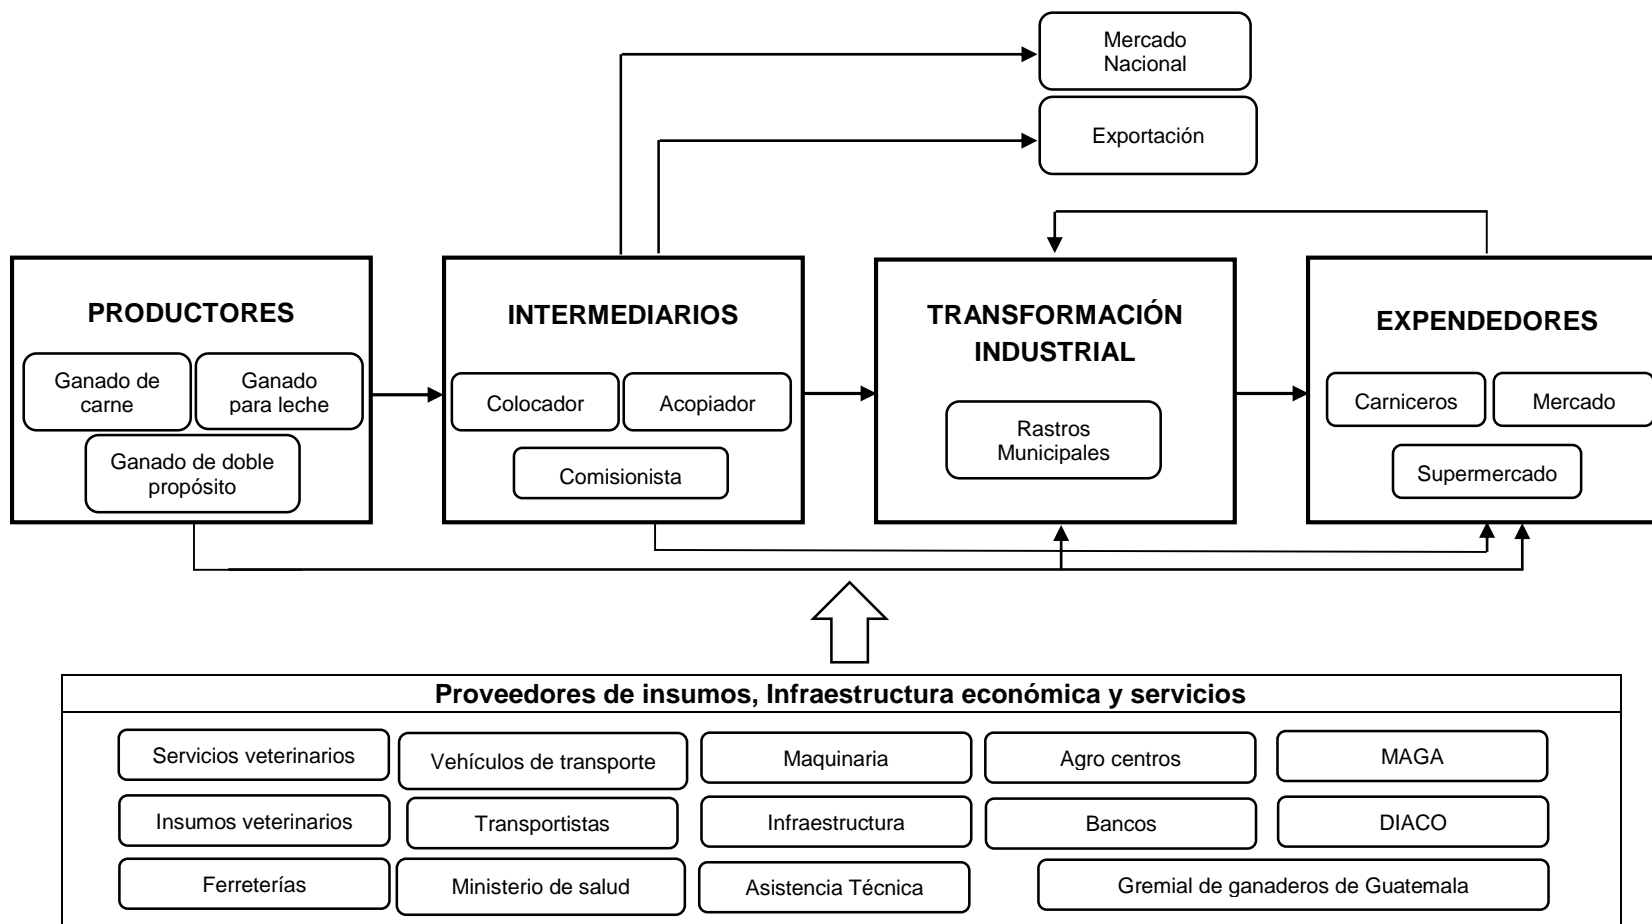 Mercado
Nacional
Exportación
PRODUCTORES
Ganado de
carne
Ganado
para leche
Ganado de doble
propósito
INTERMEDIARIOS
Colocador
Acopiador
Comisionista
TRANSFORMACIÓN
INDUSTRIAL
Rastros
Municipales
EXPENDEDORES
Carniceros
Mercado
Supermercado
Proveedores de insumos, Infraestructura económica y servicios
Servicios veterinarios
Vehículos de transporte
Maquinaria
Agro centros
MAGA
Insumos veterinarios
Transportistas
Infraestructura
Bancos
DIACO
Ferreterías
Ministerio de salud
Asistencia Técnica
Gremial de ganaderos de Guatemala